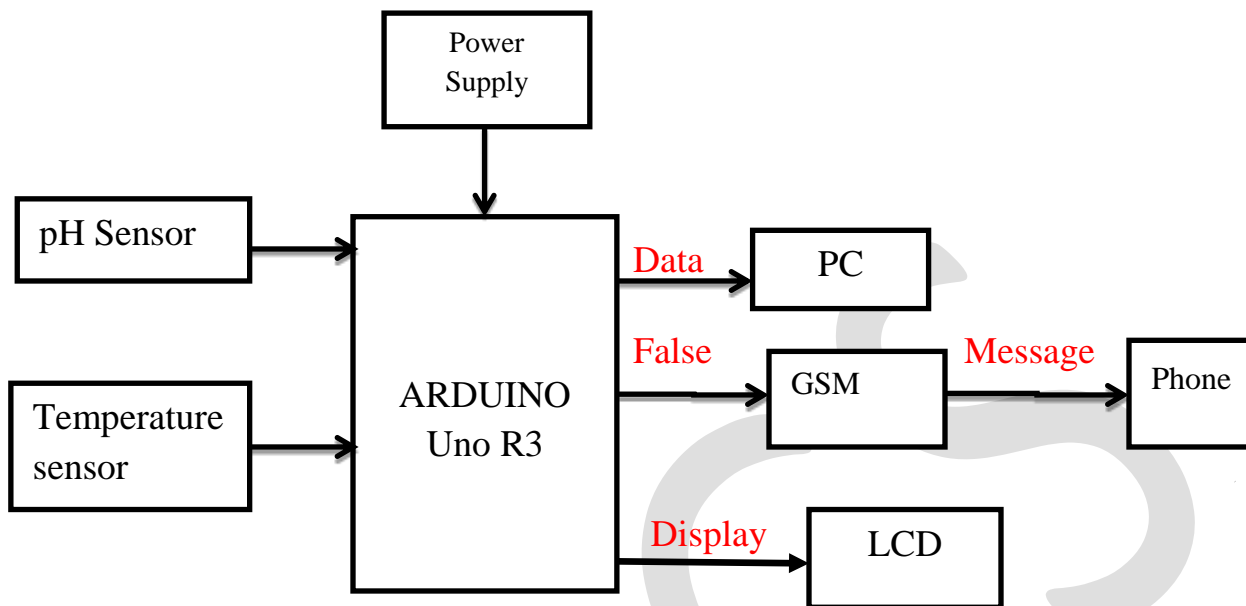 Power
Supply
pH Sensor
Data
PC
False
GSM
Message
Phone
ARDUINO
Uno R3
Temperature
sensor
Display
LCD